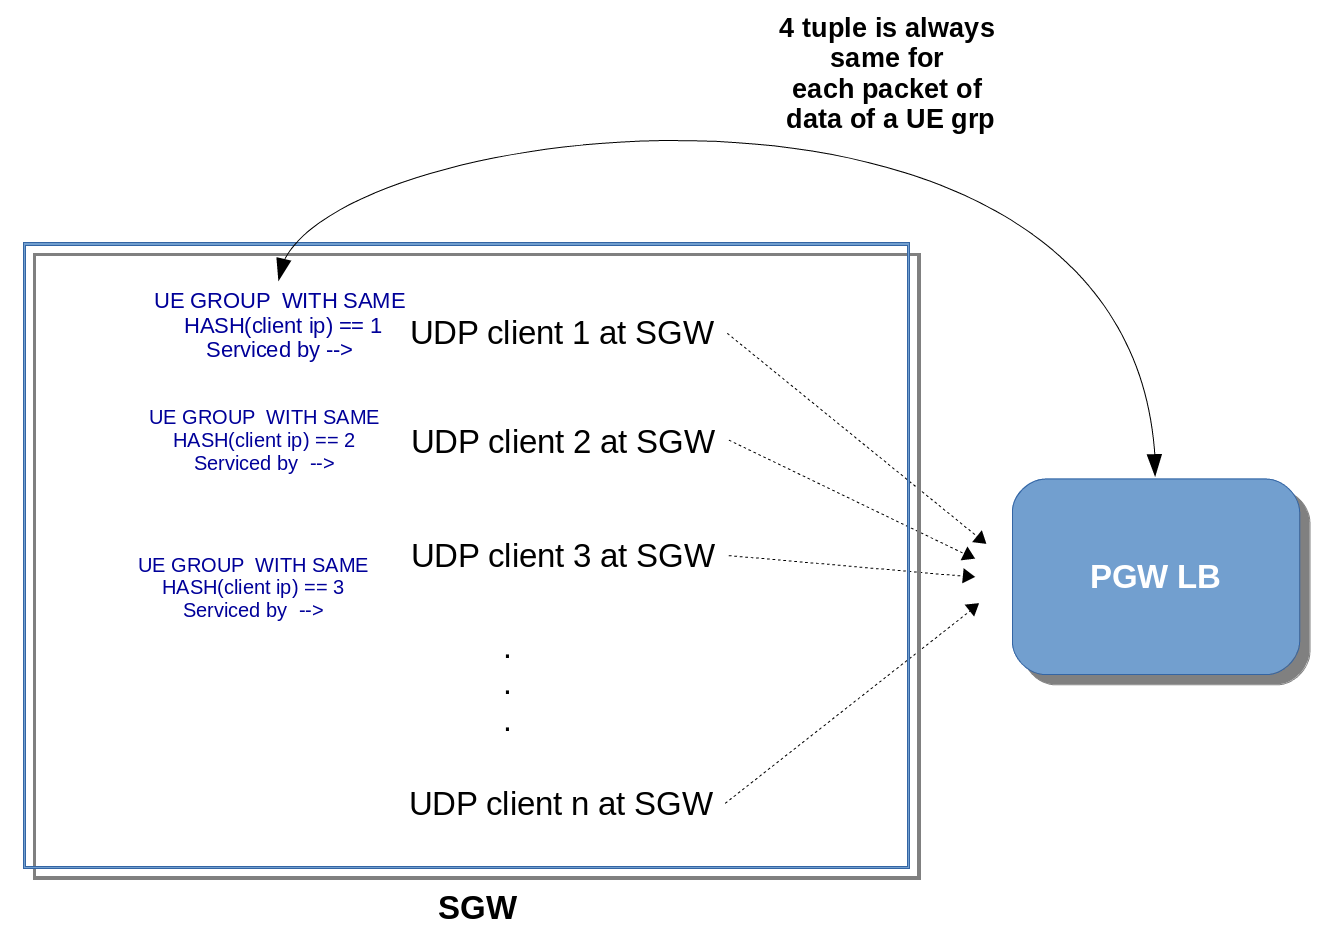 4 tuple is always
same for
each packet of
data of a UE grp
UE GROUP  WITH SAME
HASH(client ip) == 1
Serviced by -->
UDP client 1 at SGW
UE GROUP  WITH SAME
HASH(client ip) == 2
Serviced by  -->
UDP client 2 at SGW
UE GROUP  WITH SAME
HASH(client ip) == 3
Serviced by  -->
UDP client 3 at SGW
.
.
.
UDP client n at SGW
PGW LB
SGW